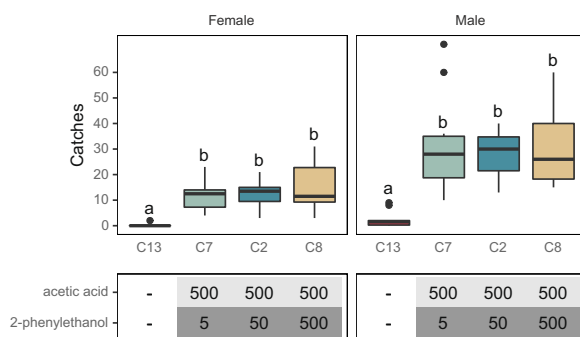 Female Male
Catches
60
50
40
30
20
10
0
a b b b a b b b
C13 C7 C2 C8 C13 C7 C2 C8
acetic acid - 500 500 500 - 500 500 500
2-phenylethanol - 5 50 500 - 5 50 500